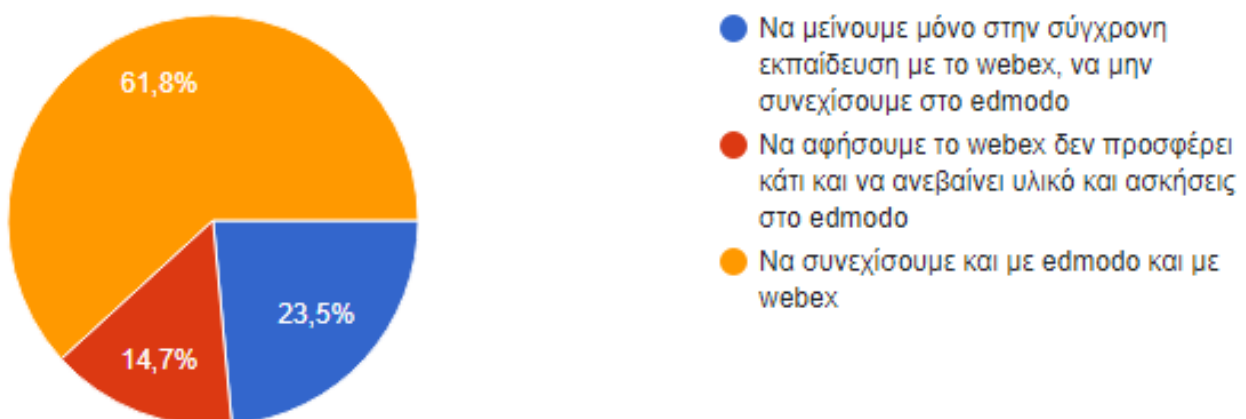 61,8%
14,7%
23,5%
Να μείνουμε μόνο στην σύγχρονη
εκπαίδευση με το webex, να μην
συνεχίσουμε στο edmodo
Να αφήσουμε το webex δεν προσφέρει
κάτι και να ανεβαίνει υλικό και ασκήσεις
στο edmodo
Να συνεχίσουμε και με edmodo και με
webex